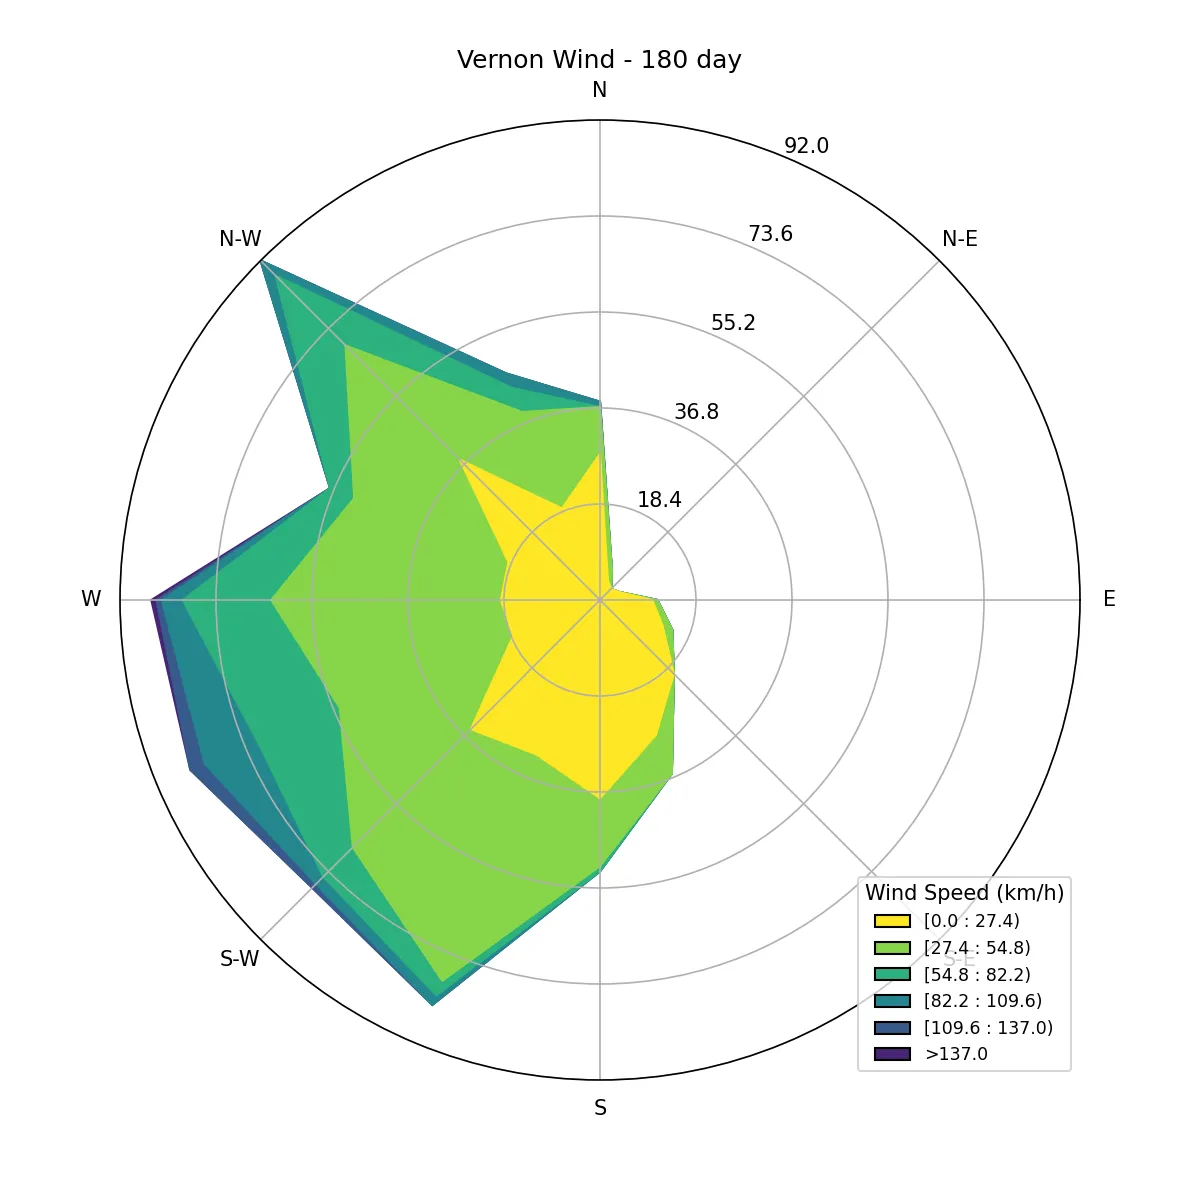 Vernon Wind - 180 day
N
92.0
N-W
73.6
N-E
55.2
36.8
18.4
W
E
S-W
S-E
S
Wind Speed (km/h)
[0.0 : 27.4)
[27.4 : 54.8)
[54.8 : 82.2)
[82.2 : 109.6)
[109.6 : 137.0)
>137.0